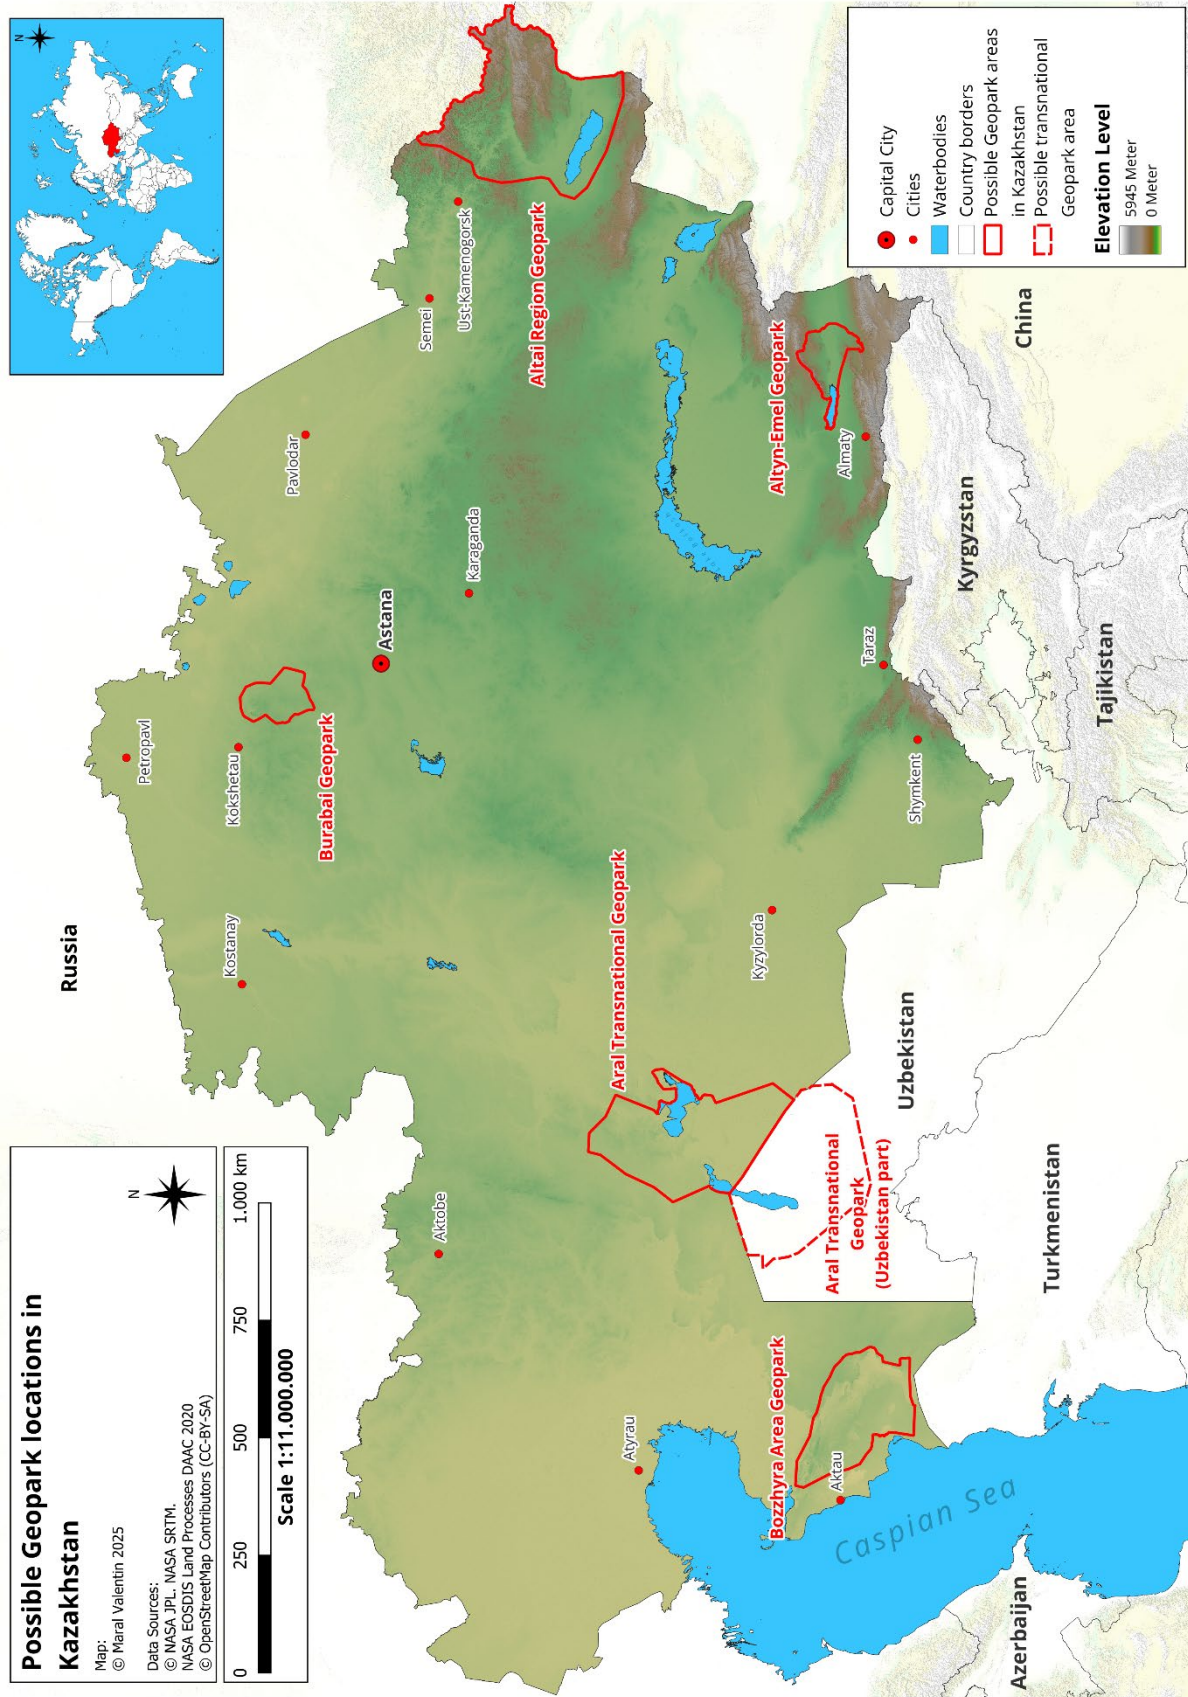 Possible Geopark locations in
Kazakhstan
Map:
© Maral Valentin 2025
Data Sources:
© NASA JPL. NASA SRTM.
NASA EOSDIS Land Processes DAAC 2020
© OpenStreetMap Contributors (CC-BY-SA)
N
0
250
500
750
1.000 km
Scale 1:11.000.000
N
Russia
Petropavl
Kokshetau
Kostanay
Burabai Geopark
Pavlodar
Astana
Semei
Ust-Kamenogorsk
Karaganda
Aktobe
Altai Region Geopark
Aral Transnational Geopark
Atyrau
Altyn-Emel Geopark
Almaty
Kyzylorda
Taraz
Shymkent
Bozzhyra Area Geopark
Aktau
Aral Transnational
Geopark
(Uzbekistan part)
Uzbekistan
Kyrgyzstan
China
Caspian Sea
Turkmenistan
Tajikistan
Azerbaijan
Capital City
Cities
Waterbodies
Country borders
Possible Geopark areas
in Kazakhstan
Possible transnational
Geopark area
Elevation Level
5945 Meter
0 Meter